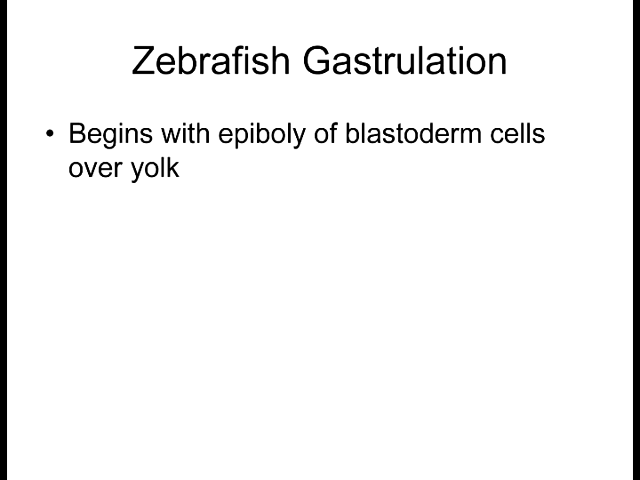 Zebrafish Gastrulation
• Begins with epiboly of blastoderm cells
over yolk